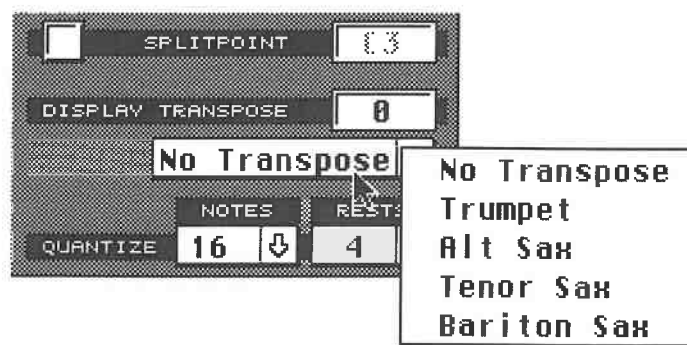 SPLITPOINT C3
DISPLAY TRANSPOSE 0
No Transpose
NOTES RESTS
QUANTIZE 16 4
No Transpose
Trumpet
Alt Sax
Tenor Sax
Bariton Sax